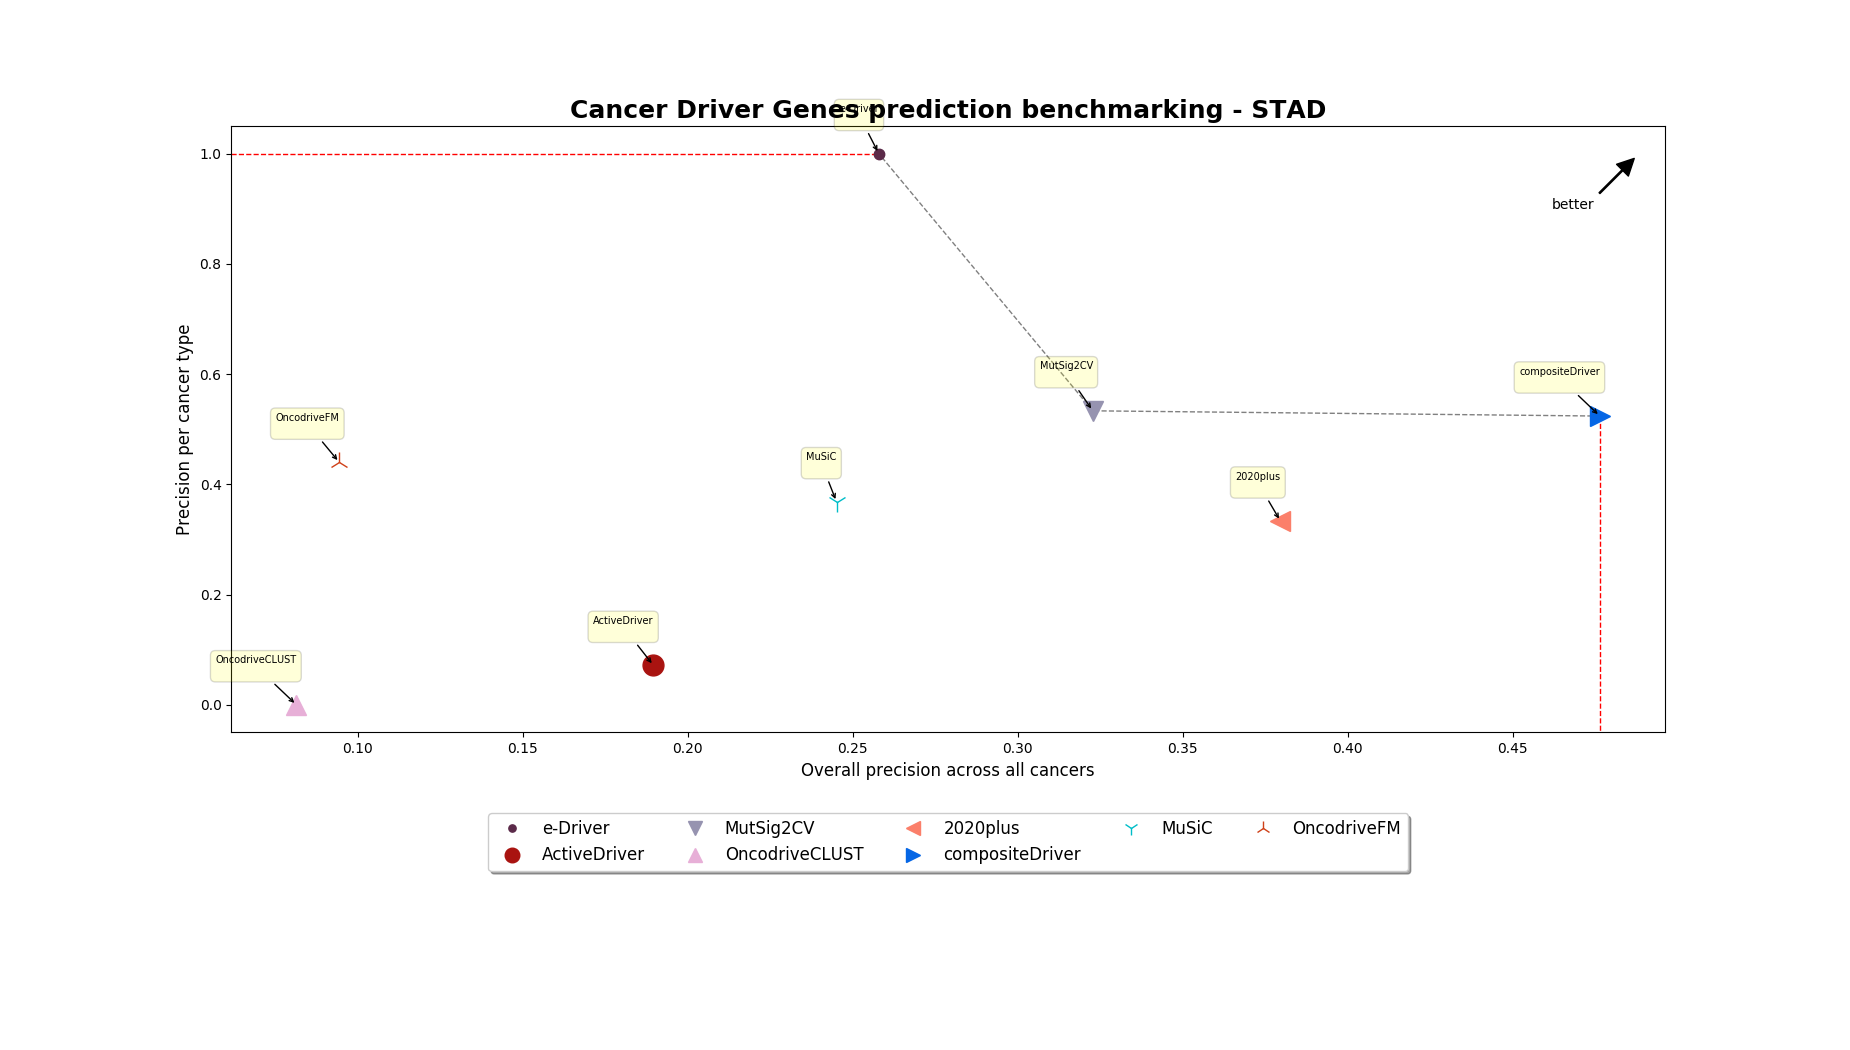 Cancer Driver Genes prediction benchmarking - STAD
1.0
0.8
0.6
0.4
0.2
0.0
Precision per cancer type
better
MutSig2CV
compositeDriver
OncodriveFM
MuSiC
2020plus
ActiveDriver
OncodriveCLUST
0.10 0.15 0.20 0.25 0.30 0.35 0.40 0.45
Overall precision across all cancers
e-Driver MutSig2CV 2020plus MuSiC OncodriveFM
ActiveDriver OncodriveCLUST compositeDriver